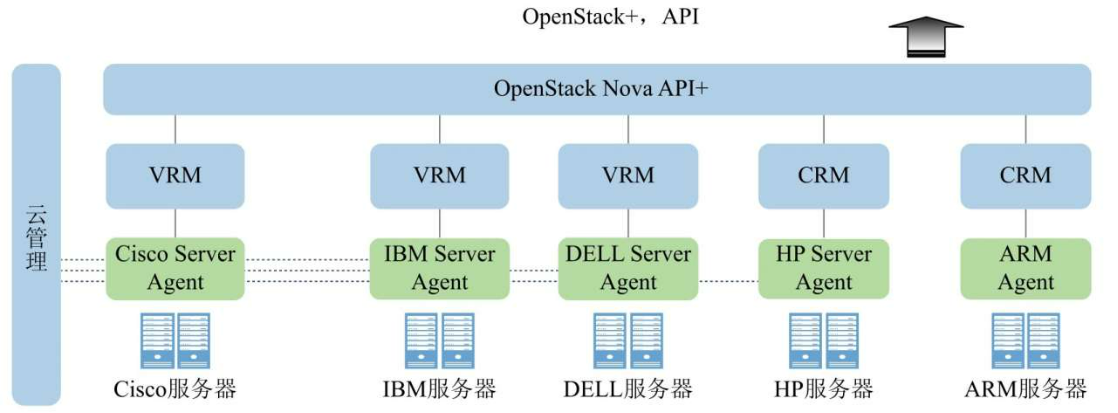 OpenStack+，API
OpenStack Nova API+
云管理
VRM
VRM
VRM
CRM
CRM
Cisco Server
Agent
IBM Server
Agent
DELL Server
Agent
HP Server
Agent
ARM
Agent
Cisco服务器
IBM服务器
DELL服务器
HP服务器
ARM服务器